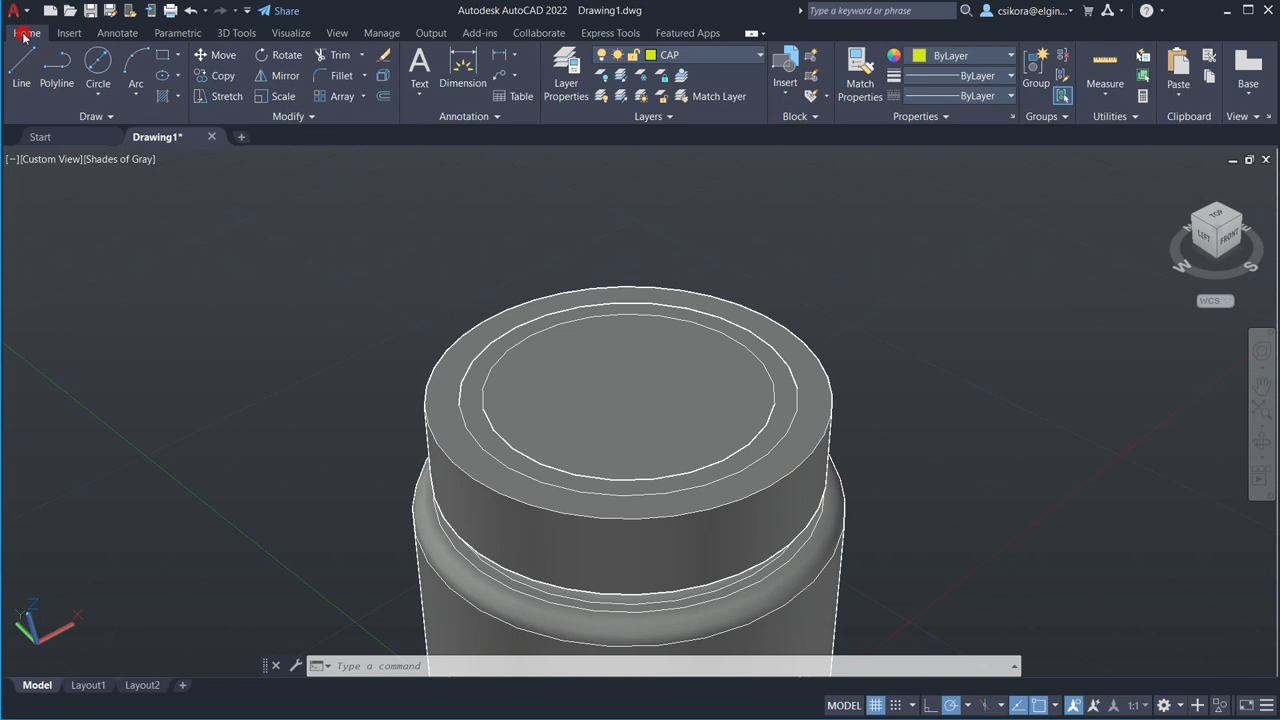 Share
Autodesk AutoCAD 2022 Drawing1.dwg
Type a keyword or phrase
csikora@elgin...
Home Insert Annotate Parametric 3D Tools Visualize View Manage Output Add-ins Collaborate Express Tools Featured Apps
Move Rotate Trim
CAP
ByLayer
Copy Mirror Fillet
ByLayer
Line Polyline Circle Arc
Text Dimension
Layer Properties
Insert
Match Properties
Group
Measure
Paste
Base
Stretch Scale Array
Table
Match Layer
ByLayer
Draw Modify Annotation Layers Block Properties Groups Utilities Clipboard View
Start Drawing1*
[−][Custom View][Shades of Gray]
TOP
LEFT FRONT
N E
W S
WCS
Z
Y X
Type a command
Model Layout1 Layout2
MODEL 1:1